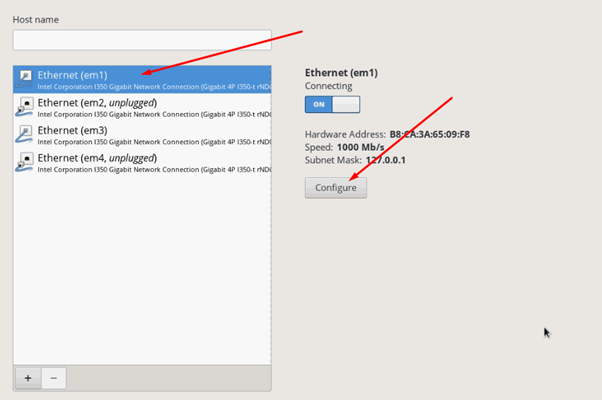 Host name
Ethernet (em1)
Intel Corporation I350 Gigabit Network Connection (Gigabit 4P I350-t rNDC
Ethernet (em2, unplugged)
Intel Corporation I350 Gigabit Network Connection (Gigabit 4P I350-t rNDC
Ethernet (em3)
Intel Corporation I350 Gigabit Network Connection (Gigabit 4P I350-t rNDC
Ethernet (em4, unplugged)
Intel Corporation I350 Gigabit Network Connection (Gigabit 4P I350-t rNDC
+ −
Ethernet (em1)
Connecting
ON
Hardware Address: B8:CA:3A:65:09:F8
Speed: 1000 Mb/s
Subnet Mask: 127.0.0.1
Configure